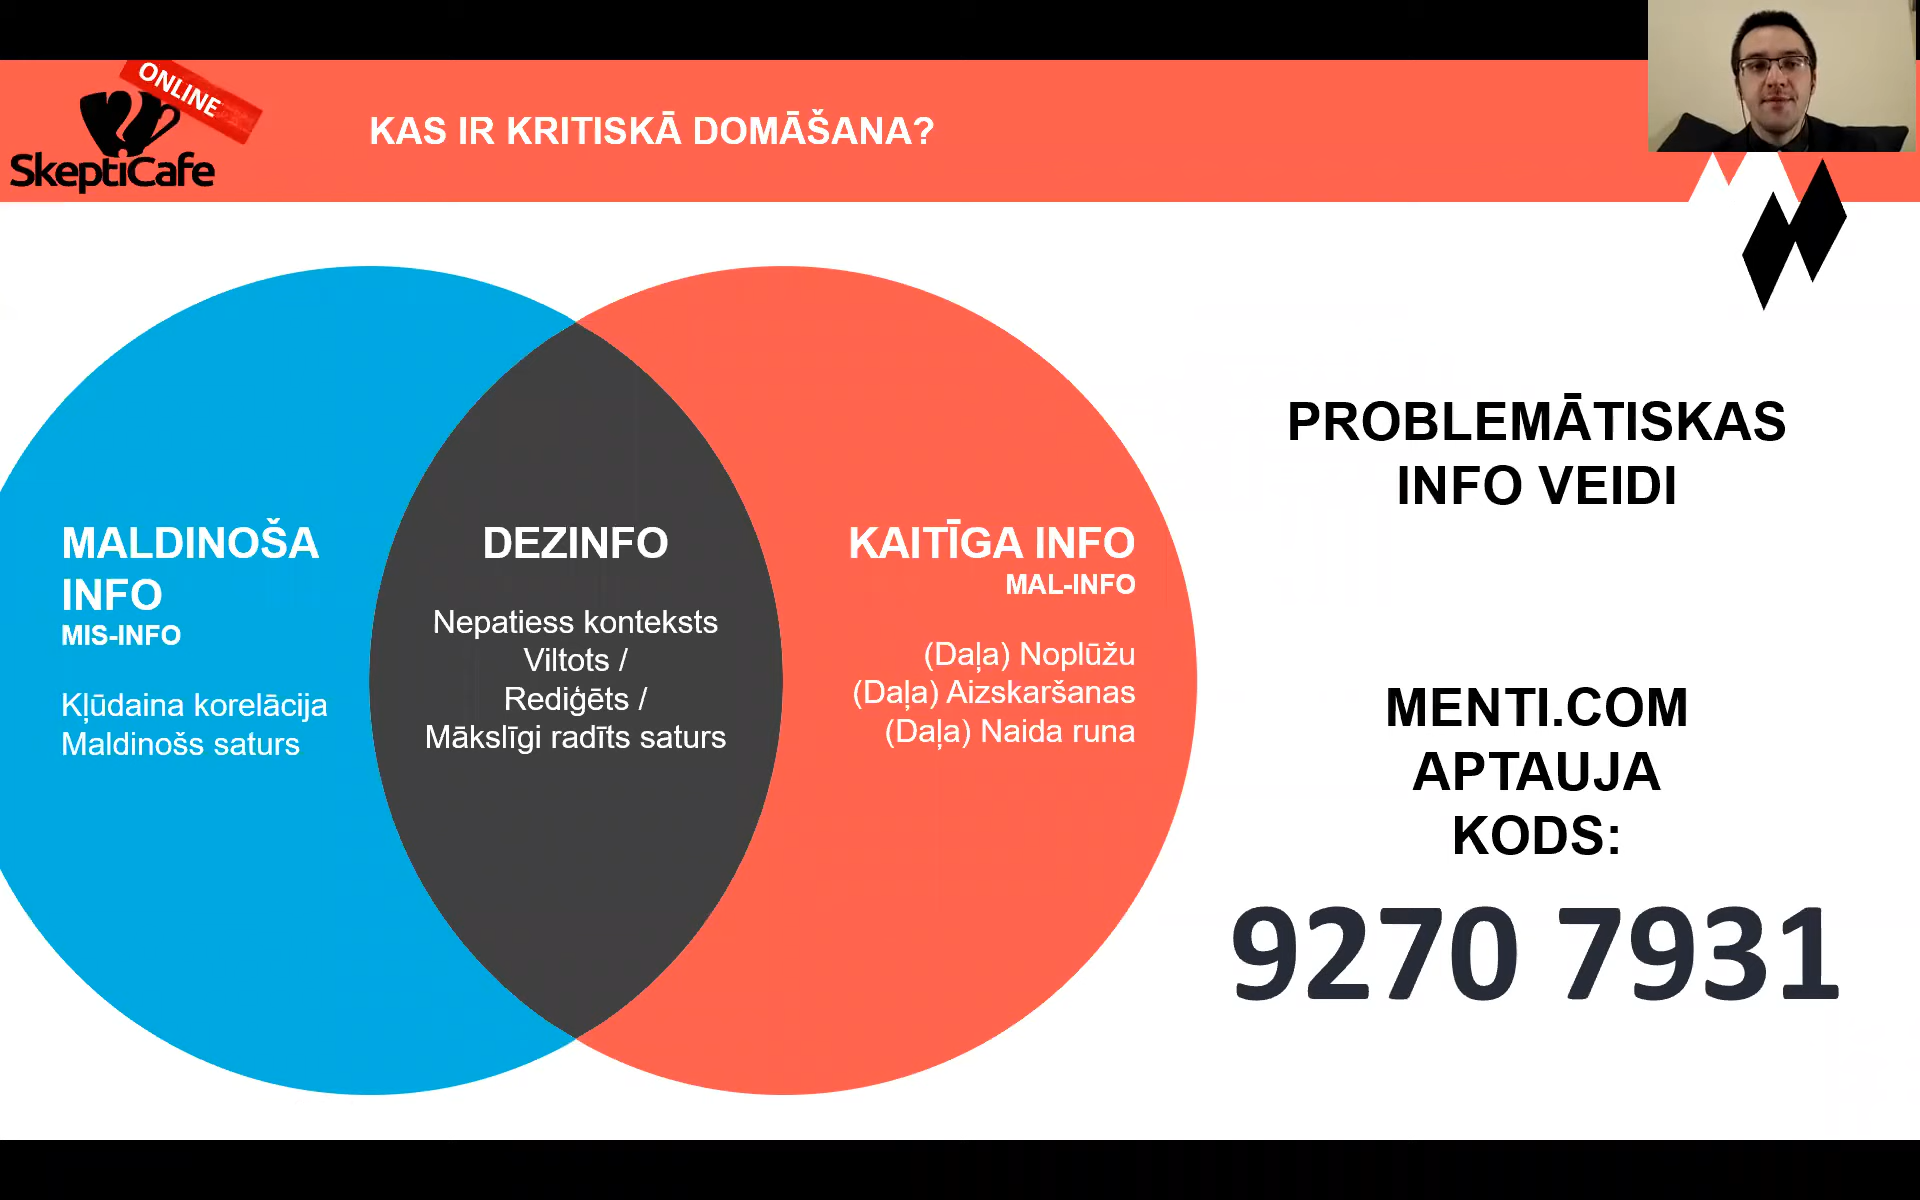 ONLINE
SkeptiCafe
KAS IR KRITISKĀ DOMĀŠANA?
MALDINOŠA
INFO
MIS-INFO
Kļūdaina korelācija
Maldinošs saturs
DEZINFO
Nepatiess konteksts
Viltots /
Rediģēts /
Mākslīgi radīts saturs
KAITĪGA INFO
MAL-INFO
(Daļa) Noplūžu
(Daļa) Aizskaršanas
(Daļa) Naida runa
PROBLEMĀTISKAS
INFO VEIDI
MENTI.COM
APTAUJA
KODS:
9270 7931